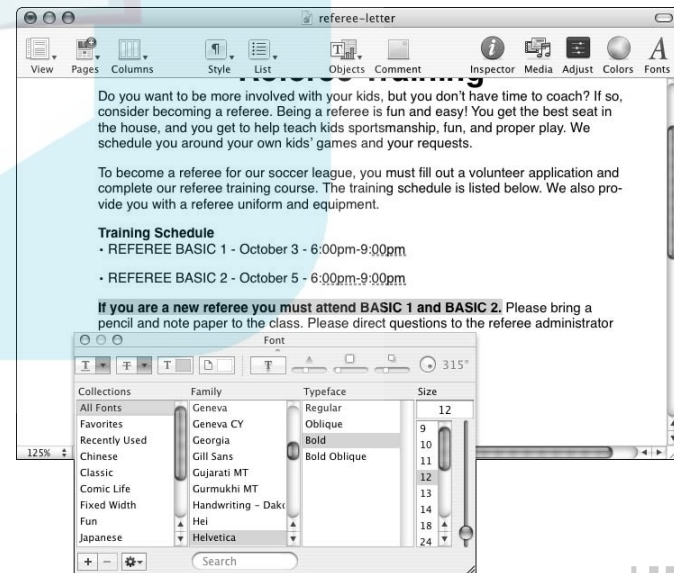 referee-letter
View Pages Columns Style List Objects Comment Inspector Media Adjust Colors Fonts
Referee Training
Do you want to be more involved with your kids, but you don't have time to coach? If so,
consider becoming a referee. Being a referee is fun and easy! You get the best seat in
the house, and you get to help teach kids sportsmanship, fun, and proper play. We
schedule you around your own kids' games and your requests.
To become a referee for our soccer league, you must fill out a volunteer application and
complete our referee training course. The training schedule is listed below. We also pro-
vide you with a referee uniform and equipment.
Training Schedule
• REFEREE BASIC 1 - October 3 - 6:00pm-9:00pm
• REFEREE BASIC 2 - October 5 - 6:00pm-9:00pm
If you are a new referee you must attend BASIC 1 and BASIC 2. Please bring a
pencil and note paper to the class. Please direct questions to the referee administrator
125%
Font
T T T T 315°
Collections Family Typeface Size
All Fonts Geneva Regular 12
Favorites Geneva CY Oblique 9
Recently Used Georgia Bold 10
Chinese Gill Sans Bold Oblique 11
Classic Gujarati MT 12
Comic Life Gurmukhi MT 13
Fixed Width Handwriting - Dako 14
Fun Hei 18
Japanese Helvetica 24
Search